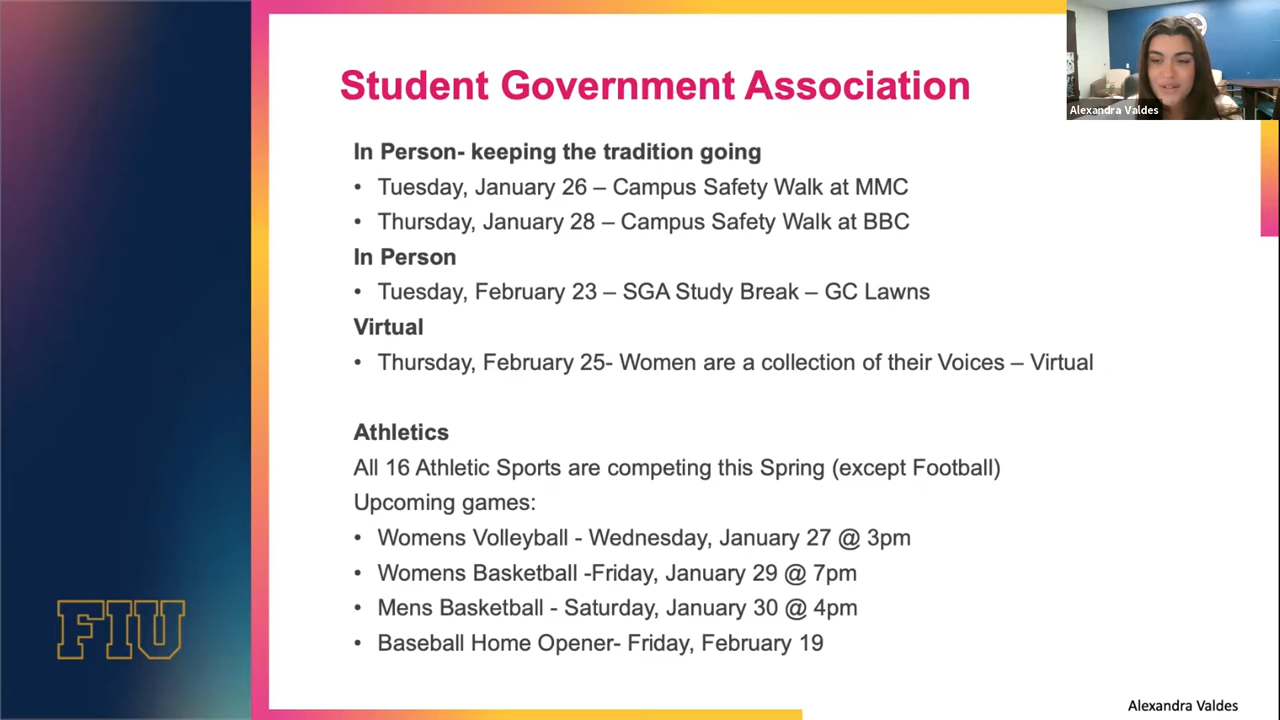 Student Government Association
Alexandra Valdes
In Person- keeping the tradition going
• Tuesday, January 26 – Campus Safety Walk at MMC
• Thursday, January 28 – Campus Safety Walk at BBC
In Person
• Tuesday, February 23 – SGA Study Break – GC Lawns
Virtual
• Thursday, February 25- Women are a collection of their Voices – Virtual
Athletics
All 16 Athletic Sports are competing this Spring (except Football)
Upcoming games:
• Womens Volleyball - Wednesday, January 27 @ 3pm
• Womens Basketball -Friday, January 29 @ 7pm
• Mens Basketball - Saturday, January 30 @ 4pm
• Baseball Home Opener- Friday, February 19
FIU
Alexandra Valdes